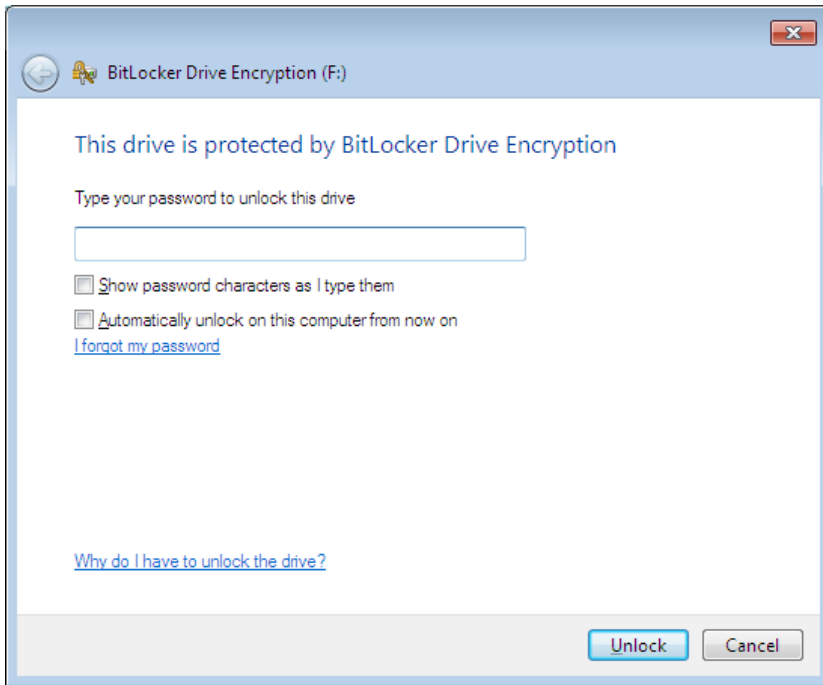 BitLocker Drive Encryption (F:)
This drive is protected by BitLocker Drive Encryption
Type your password to unlock this drive
Show password characters as I type them
Automatically unlock on this computer from now on
I forgot my password
Why do I have to unlock the drive?
Unlock Cancel